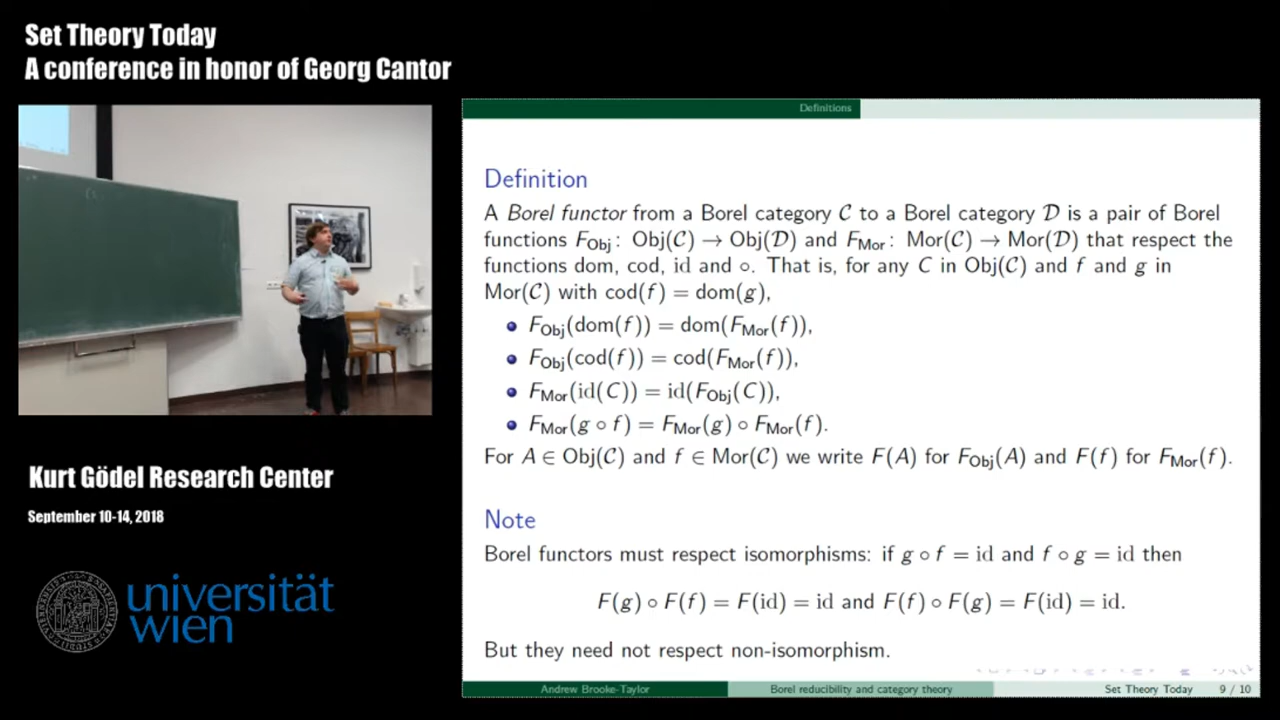 Set Theory Today
A conference in honor of Georg Cantor
Definitions
Definition
A Borel functor from a Borel category 𝒞 to a Borel category 𝒟 is a pair of Borel
functions F_Obj : Obj(𝒞) → Obj(𝒟) and F_Mor : Mor(𝒞) → Mor(𝒟) that respect the
functions dom, cod, id and ∘. That is, for any C in Obj(𝒞) and f and g in
Mor(𝒞) with cod(f) = dom(g),
• F_Obj(dom(f)) = dom(F_Mor(f)),
• F_Obj(cod(f)) = cod(F_Mor(f)),
• F_Mor(id(C)) = id(F_Obj(C)),
• F_Mor(g ∘ f) = F_Mor(g) ∘ F_Mor(f).
For A ∈ Obj(𝒞) and f ∈ Mor(𝒞) we write F(A) for F_Obj(A) and F(f) for F_Mor(f).
Note
Borel functors must respect isomorphisms: if g ∘ f = id and f ∘ g = id then
F(g) ∘ F(f) = F(id) = id and F(f) ∘ F(g) = F(id) = id.
But they need not respect non-isomorphism.
Andrew Brooke-Taylor
Borel reducibility and category theory
Set Theory Today
9 / 10
Kurt Gödel Research Center
September 10-14, 2018
universität
wien